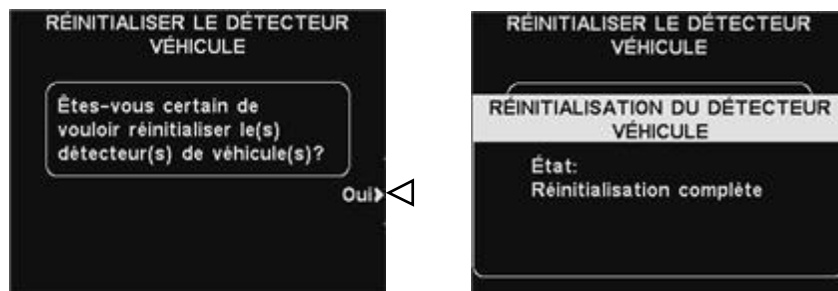 RÉINITIALISER LE DÉTECTEUR
VÉHICULE
Êtes-vous certain de
vouloir réinitialiser le(s)
détecteur(s) de véhicule(s)?
Oui
RÉINITIALISER LE DÉTECTEUR
VÉHICULE
RÉINITIALISATION DU DÉTECTEUR
VÉHICULE
État:
Réinitialisation complète